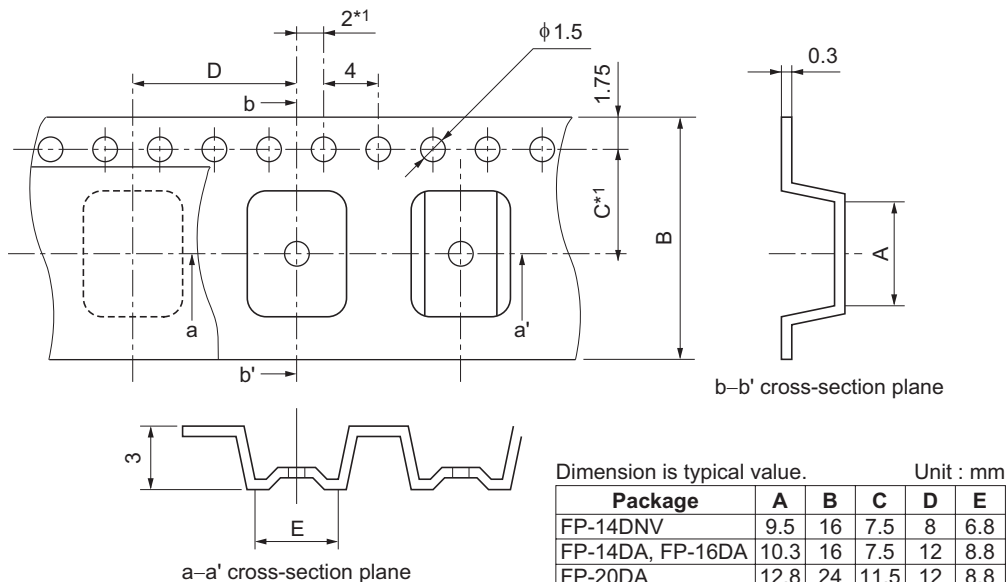 2*1
φ1.5
D
4
b
1.75
0.3
C*1
B
A
a
a'
b'
b–b' cross-section plane
3
E
a–a' cross-section plane
Dimension is typical value. Unit : mm
Package A B C D E
FP-14DNV 9.5 16 7.5 8 6.8
FP-14DA, FP-16DA 10.3 16 7.5 12 8.8
FP-20DA 12.8 24 11.5 12 8.8